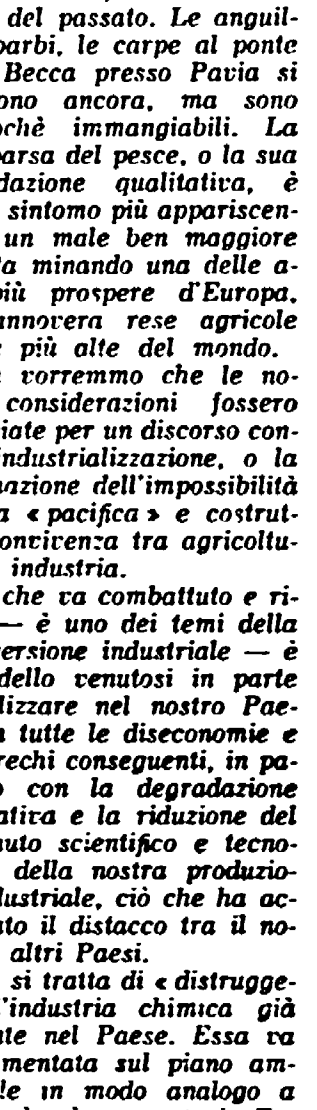 del passato. Le anguil-
barbi, le carpe al ponte
Becca presso Pavia si
ono ancora, ma sono
ochè immangiabili. La
parsa del pesce, o la sua
dazione qualitativa, è
sintomo più appariscen-
un male ben maggiore
ta minando una delle a-
più prospere d'Europa,
annovera rese agricole
più alte del mondo.
vorremmo che le no-
considerazioni fossero
iate per un discorso con-
industrializzazione, o la
azione dell'impossibilità
a « pacifica » e costrut-
onvivenza tra agricoltu-
industria.
che va combattuto e ri-
— è uno dei temi della
versione industriale — è
dello venutosi in parte
lizzare nel nostro Pae-
n tutte le diseconomie e
rechi conseguenti, in pa-
o con la degradazione
ativa e la riduzione del
nuto scientifico e tecno-
della nostra produzio-
dustriale, ciò che ha ac-
ato il distacco tra il no-
altri Paesi.
si tratta di « distrugge-
l'industria chimica già
nte nel Paese. Essa va
mentata sul piano am-
le in modo analogo a